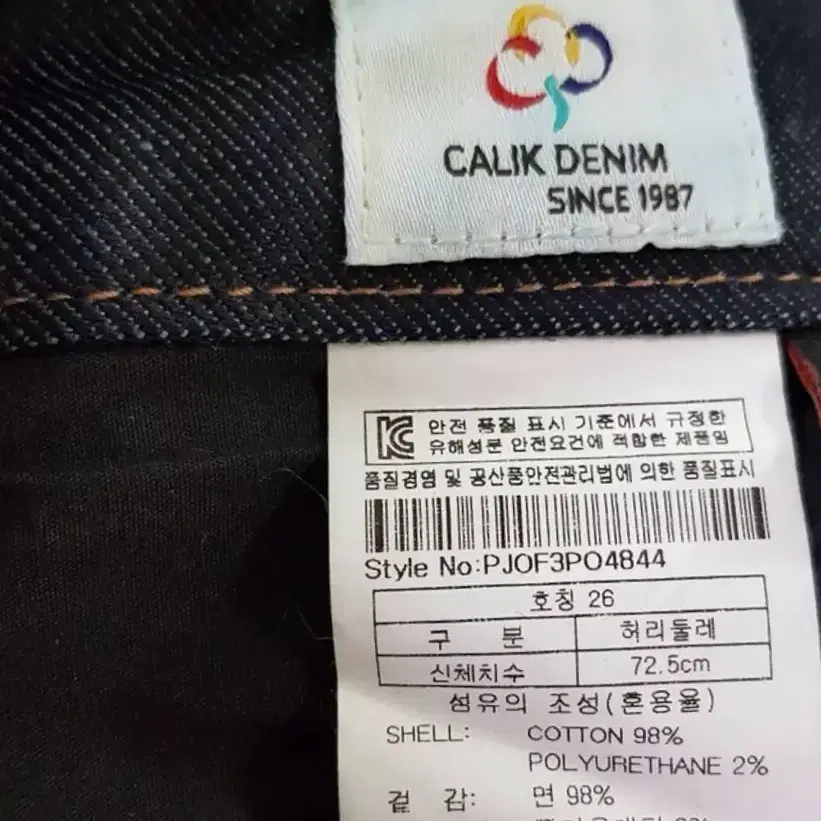 CALIK DENIM
SINCE 1987
안전 품질 표시 기준에서 규정한
유해성분 안전요건에 적합한 제품임
품질경영 및 공산품안전관리법에 의한 품질표시
Style No:PJOF3PO4844
호칭 26
구 분 허리둘레
신체치수 72.5cm
섬유의 조성(혼용율)
SHELL: COTTON 98%
POLYURETHANE 2%
겉 감: 면 98%